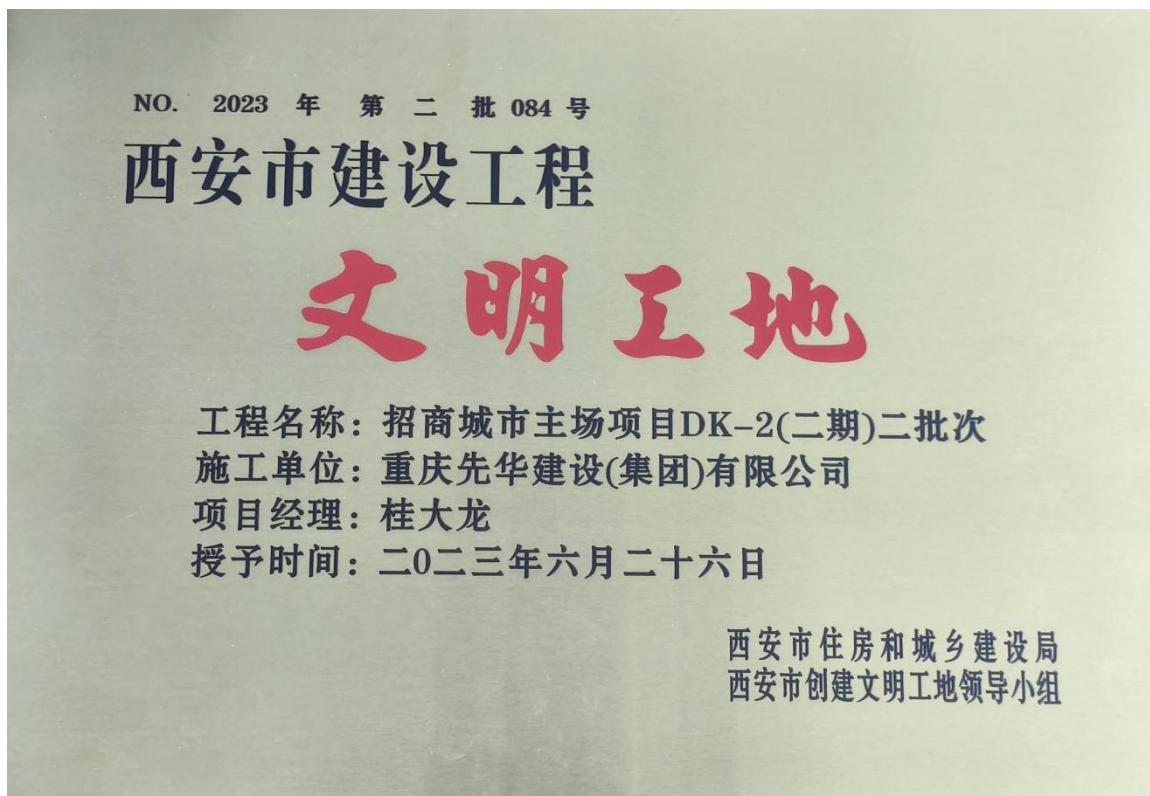 NO. 2023 年 第 二 批 084 号
西安市建设工程
文明工地
工程名称：招商城市主场项目DK-2(二期)二批次
施工单位：重庆先华建设(集团)有限公司
项目经理：桂大龙
授予时间：二0二三年六月二十六日
西安市住房和城乡建设局
西安市创建文明工地领导小组